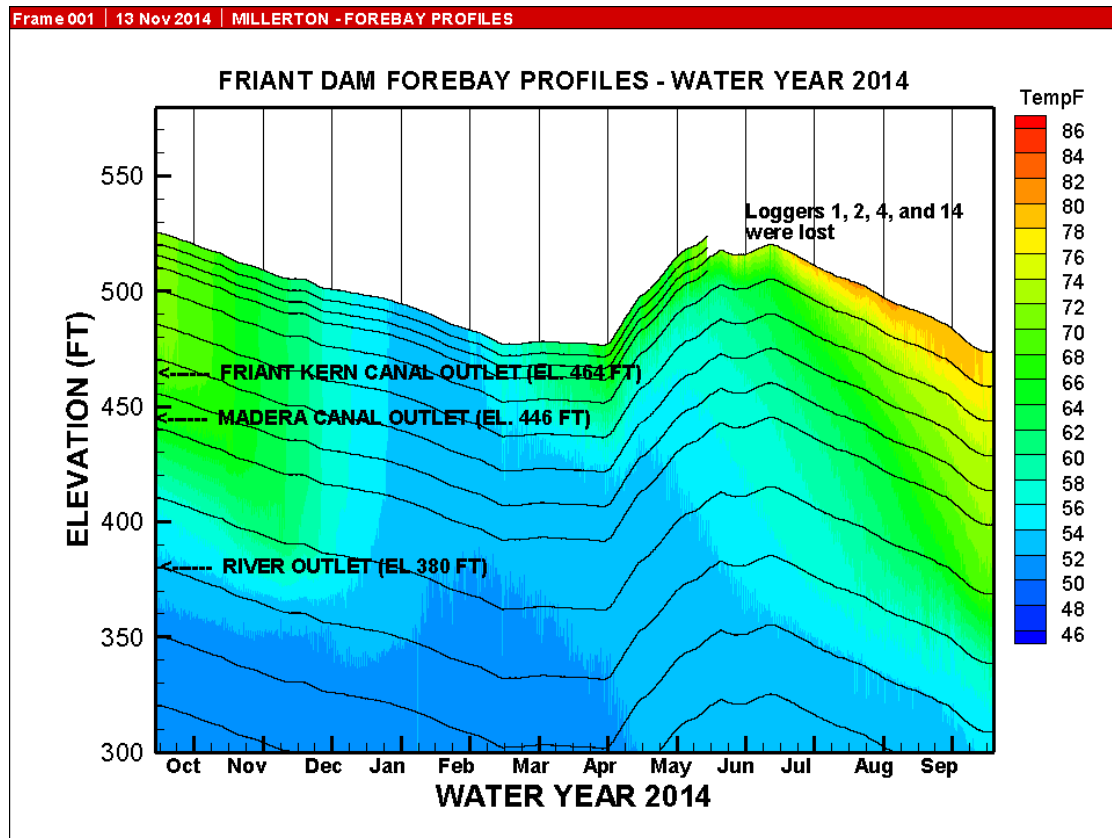 Frame 001 | 13 Nov 2014 | MILLERTON - FOREBAY PROFILES
FRIANT DAM FOREBAY PROFILES - WATER YEAR 2014
TempF
86
84
82
80
78
76
74
72
70
68
66
64
62
60
58
56
54
52
50
48
46
Loggers 1, 2, 4, and 14
were lost
ELEVATION (FT)
550
500
450
400
350
300
<------ FRIANT KERN CANAL OUTLET (EL. 464 FT)
<------ MADERA CANAL OUTLET (EL. 446 FT)
<------ RIVER OUTLET (EL 380 FT)
Oct Nov Dec Jan Feb Mar Apr May Jun Jul Aug Sep
WATER YEAR 2014